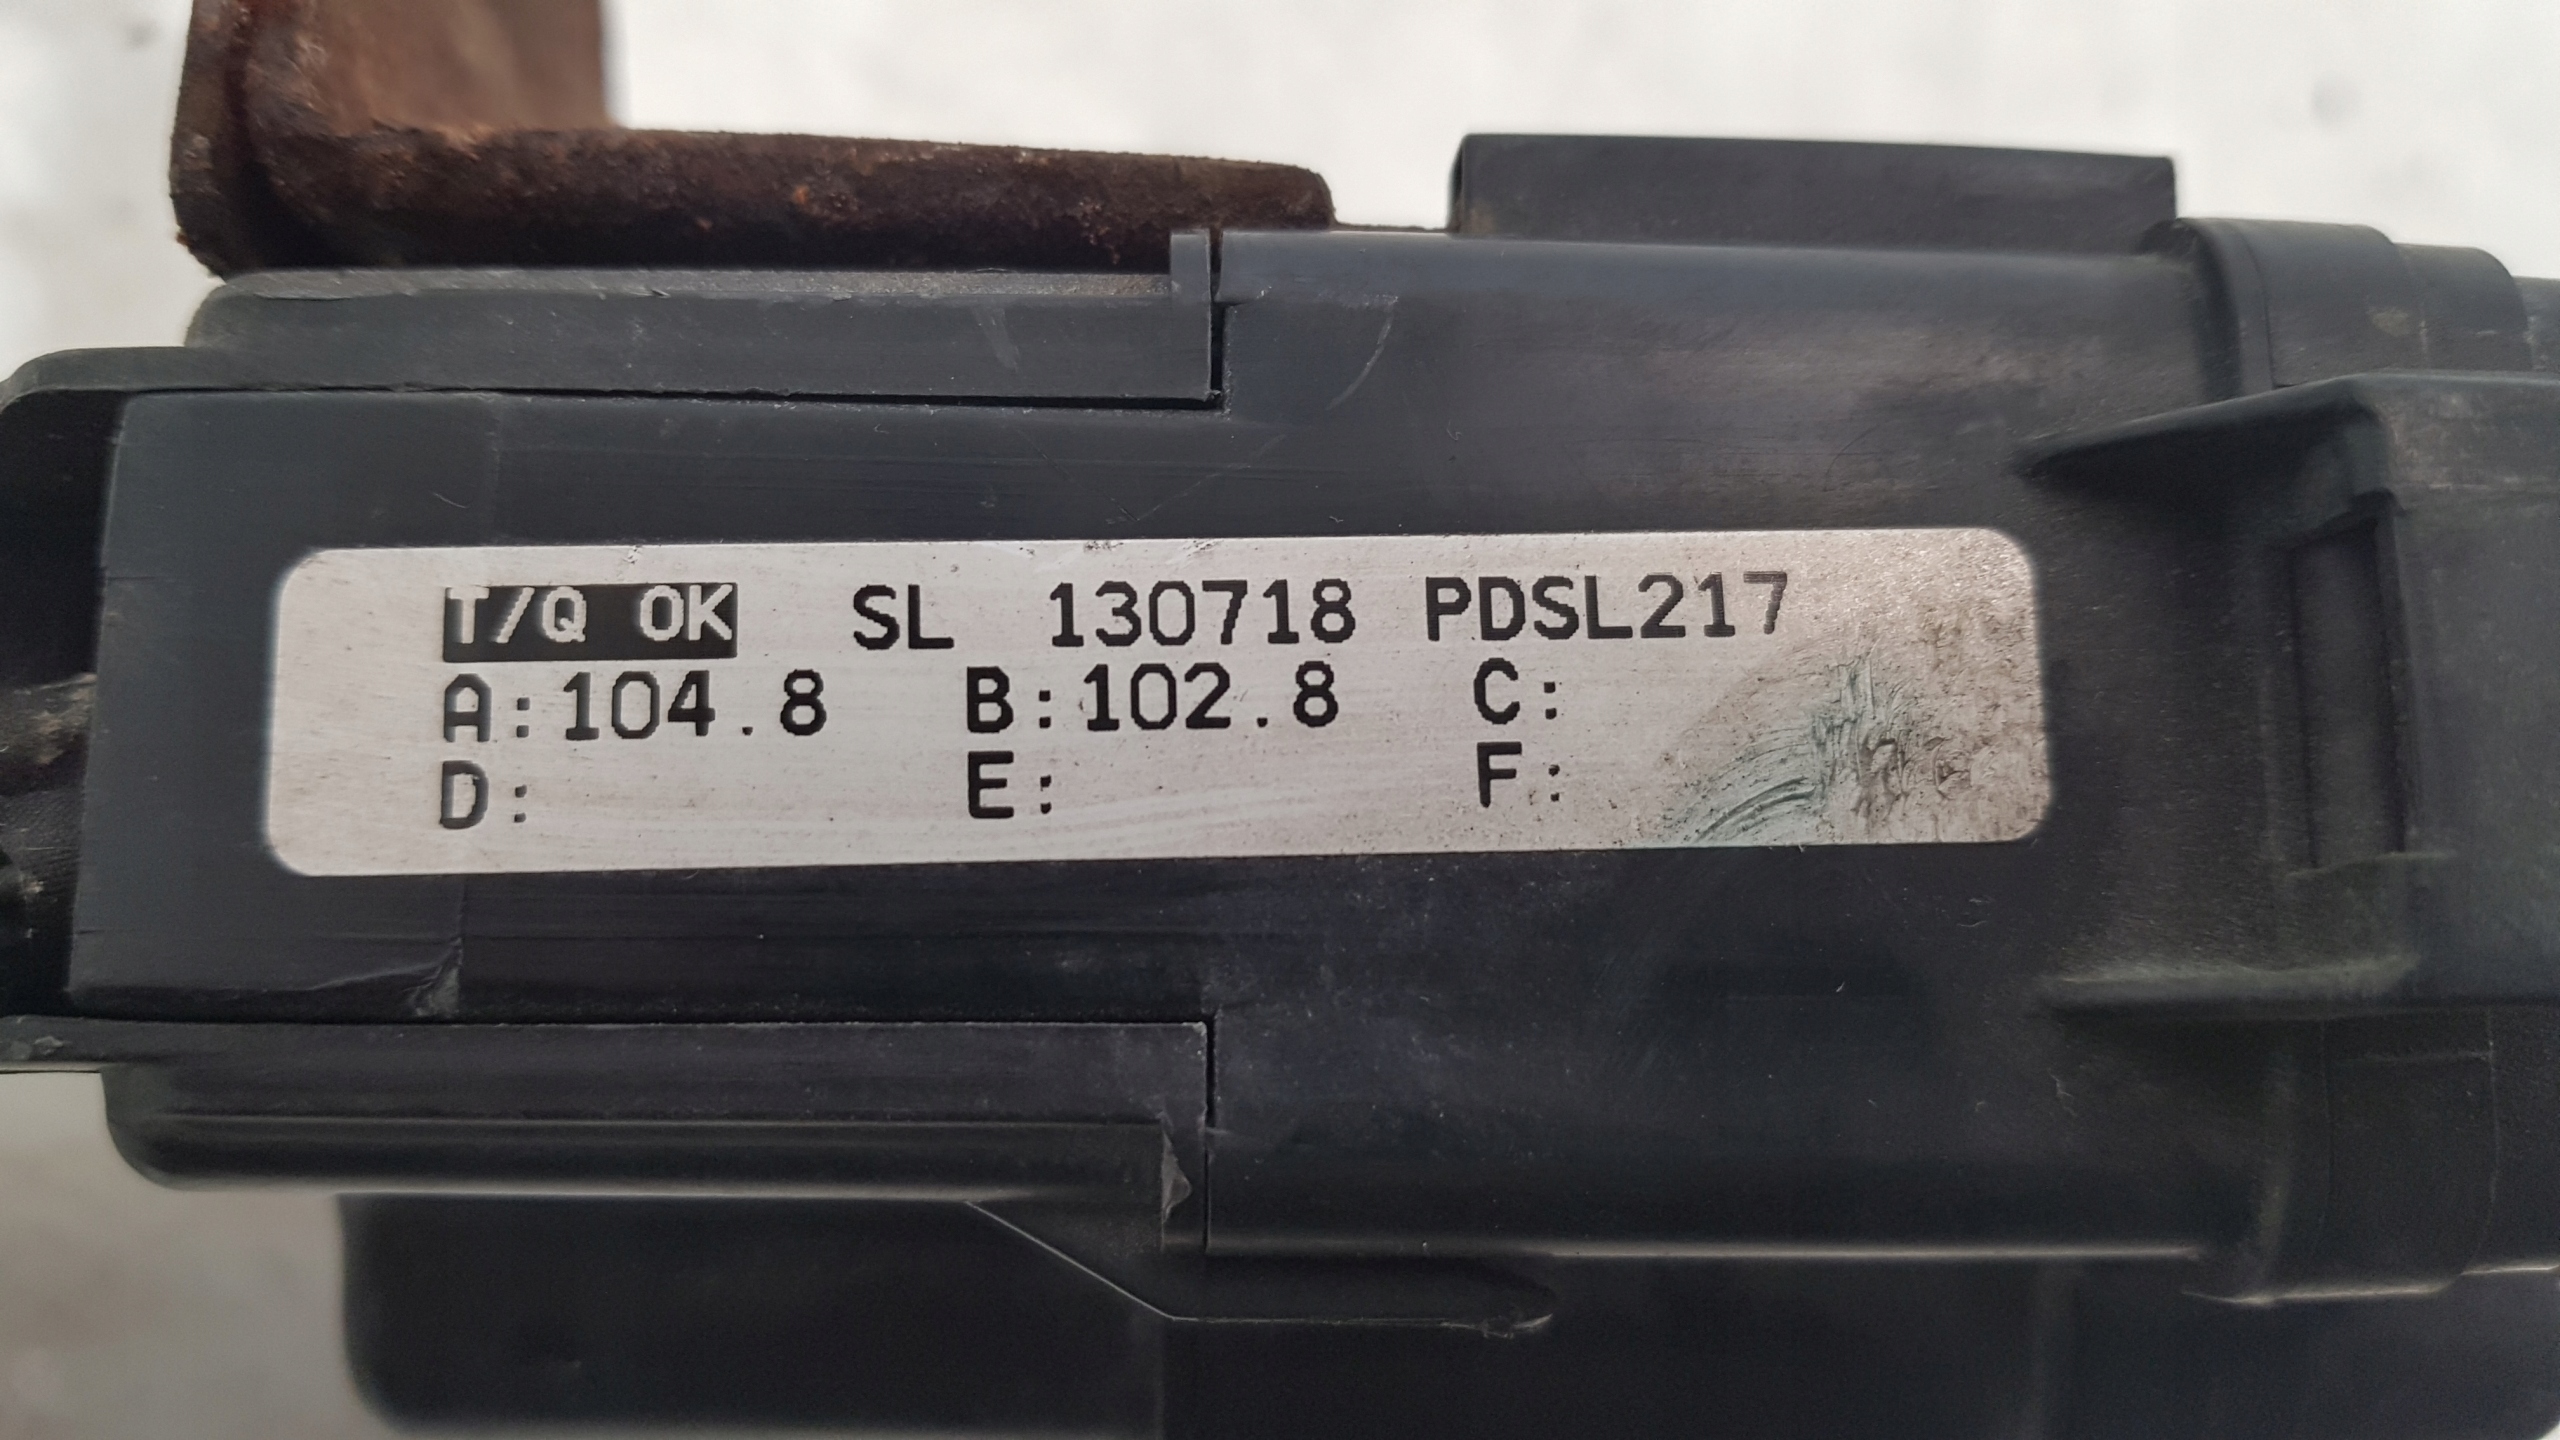 T/Q OK SL 130718 PDSL217
A:104.8 B:102.8 C:
D: E: F: